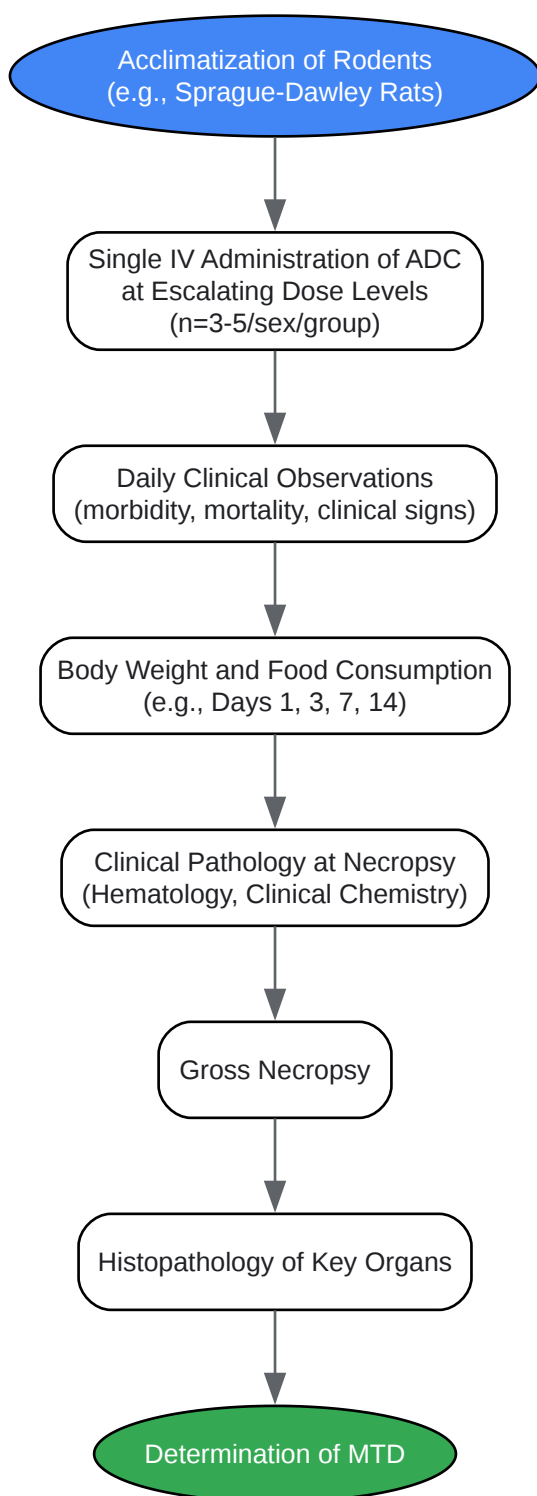 Acclimatization of Rodents
(e.g., Sprague-Dawley Rats)
Single IV Administration of ADC
at Escalating Dose Levels
(n=3-5/sex/group)
Daily Clinical Observations
(morbidity, mortality, clinical signs)
Body Weight and Food Consumption
(e.g., Days 1, 3, 7, 14)
Clinical Pathology at Necropsy
(Hematology, Clinical Chemistry)
Gross Necropsy
Histopathology of Key Organs
Determination of MTD